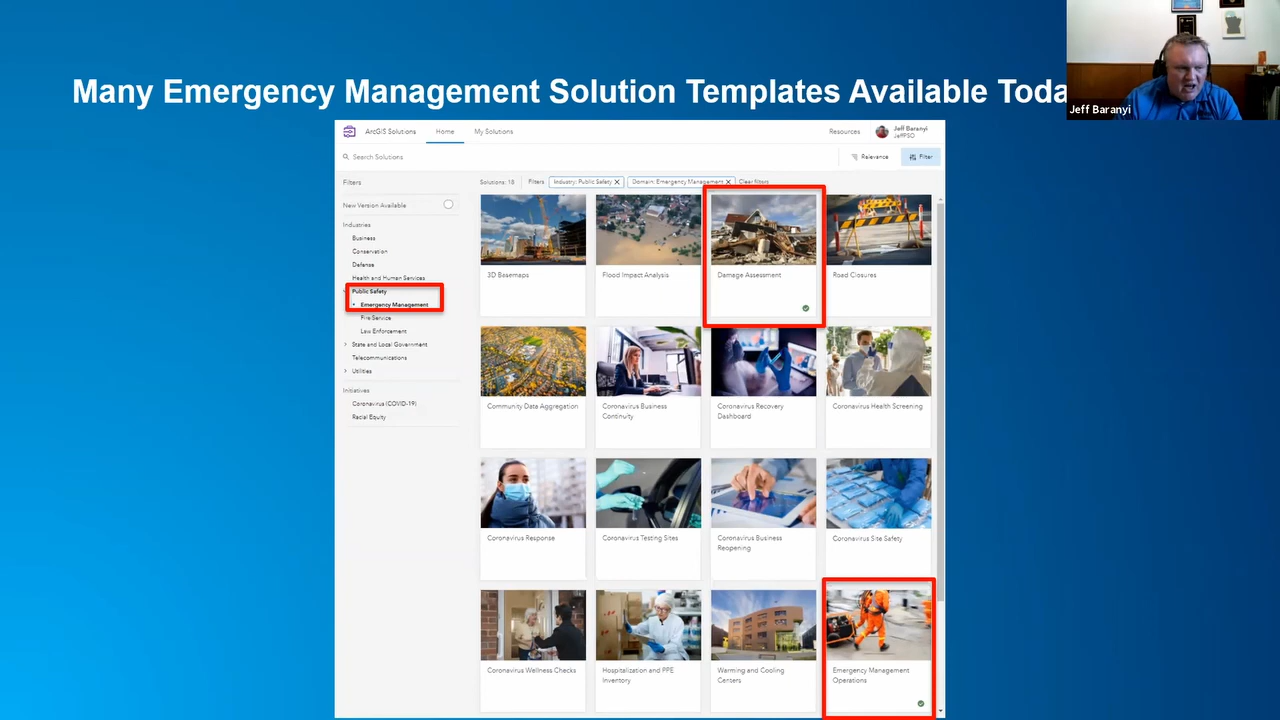 Many Emergency Management Solution Templates Available Toda
Jeff Baranyi
ArcGIS Solutions
Home
My Solutions
Resources
Jeff Baranyi
JeffPSO
Search Solutions
Relevance
Filter
Filters
Solutions: 18
Filters
Industry: Public Safety
Domain: Emergency Management
Clear filters
New Version Available
Industries
Business
Conservation
Defense
Health and Human Services
Public Safety
Emergency Management
Fire Service
Law Enforcement
State and Local Government
Telecommunications
Utilities
Initiatives
Coronavirus (COVID-19)
Racial Equity
3D Basemaps
Flood Impact Analysis
Damage Assessment
Road Closures
Community Data Aggregation
Coronavirus Business
Continuity
Coronavirus Recovery
Dashboard
Coronavirus Health Screening
Coronavirus Response
Coronavirus Testing Sites
Coronavirus Business
Reopening
Coronavirus Site Safety
Coronavirus Wellness Checks
Hospitalization and PPE
Inventory
Warming and Cooling
Centers
Emergency Management
Operations